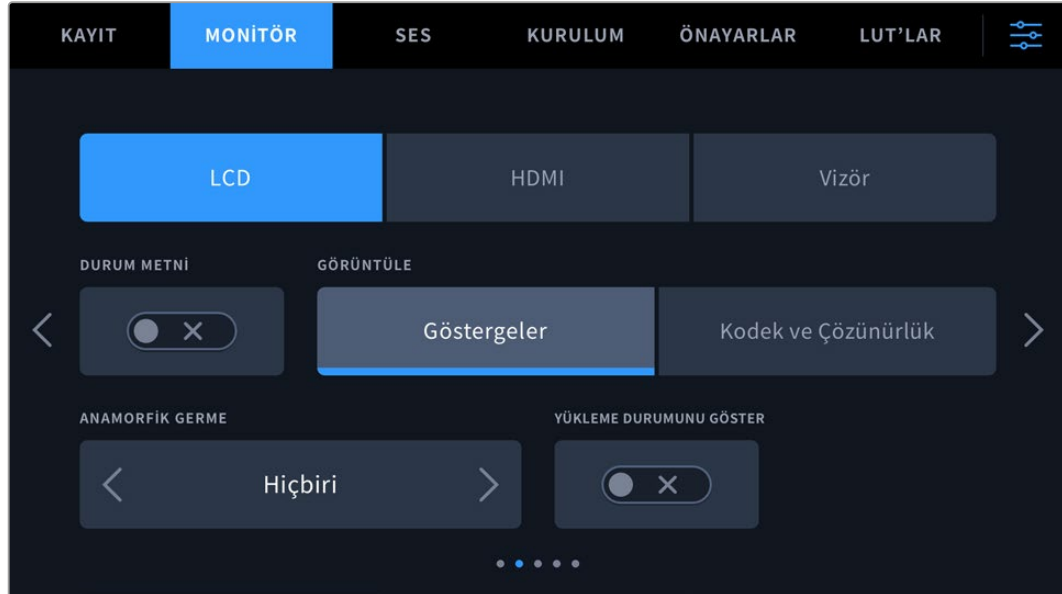 KAYIT MONİTÖR SES KURULUM ÖNAYARLAR LUT’LAR
LCD HDMI Vizör
DURUM METNİ GÖRÜNTÜLE
Göstergeler Kodek ve Çözünürlük
ANAMORFİK GERME YÜKLEME DURUMUNU GÖSTER
Hiçbiri